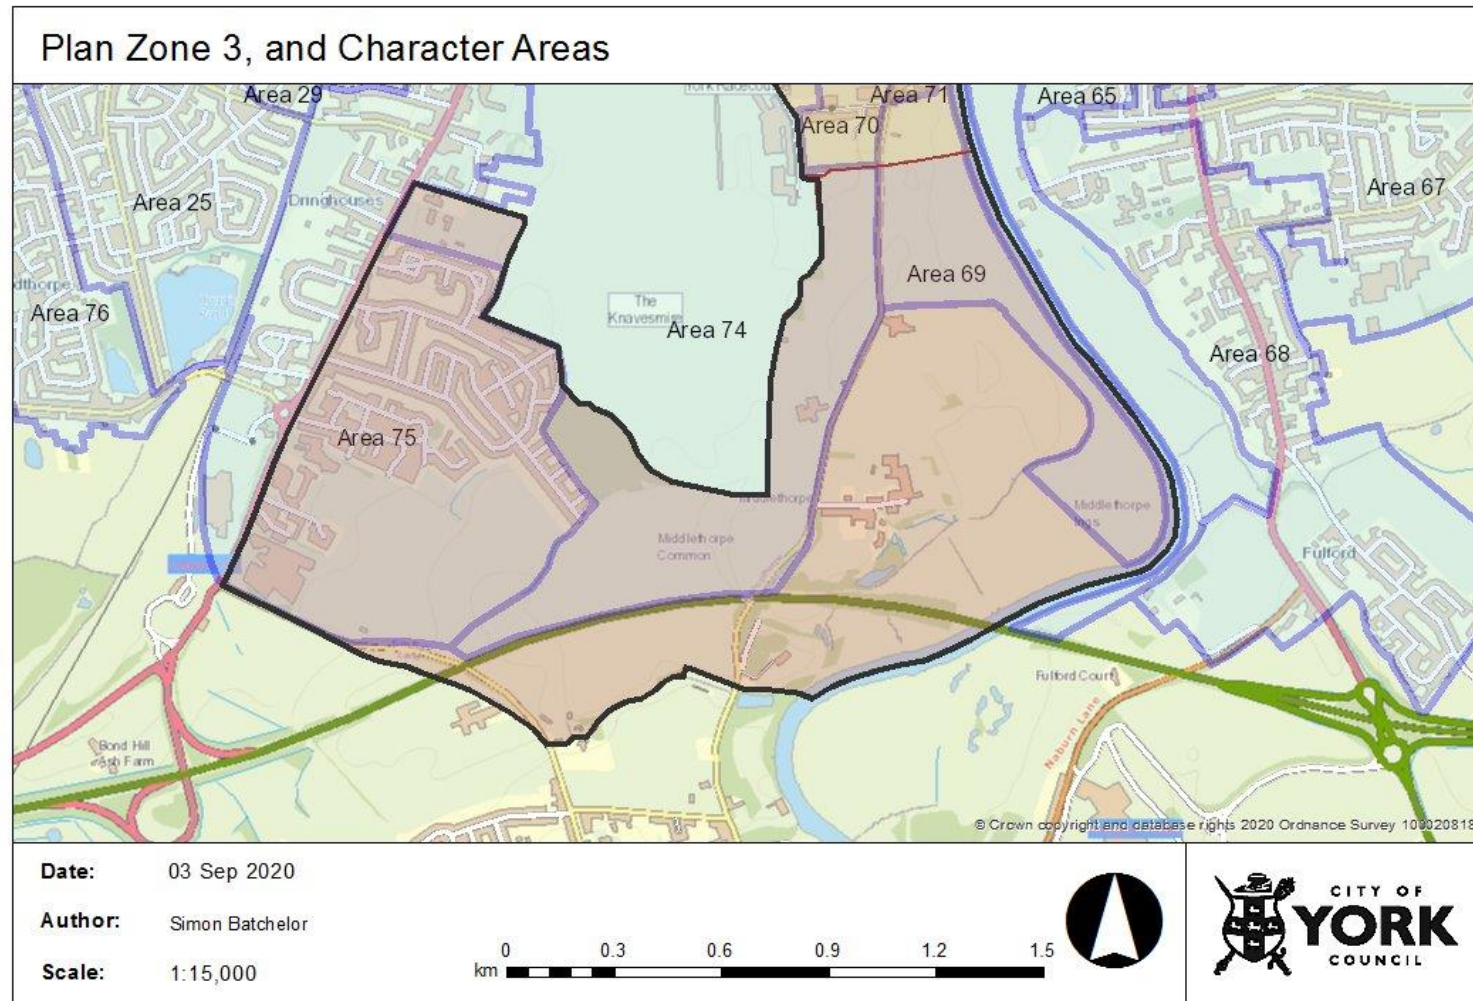 Plan Zone 3, and Character Areas
Area 29
Area 71
Area 65
Area 70
Area 25
Dringhouses
Area 67
Area 69
Area 76
The
Knavesmire
Area 74
Area 68
Area 75
Middlethorpe
Middlethorpe
Ings
Middlethorpe
Common
Fulford
Fulford Court
Naburn Lane
Bond Hill
Ash Farm
© Crown copyright and database rights 2020 Ordnance Survey 100020818
Date: 03 Sep 2020
Author: Simon Batchelor
Scale: 1:15,000
km 0 0.3 0.6 0.9 1.2 1.5
CITY OF
YORK
COUNCIL